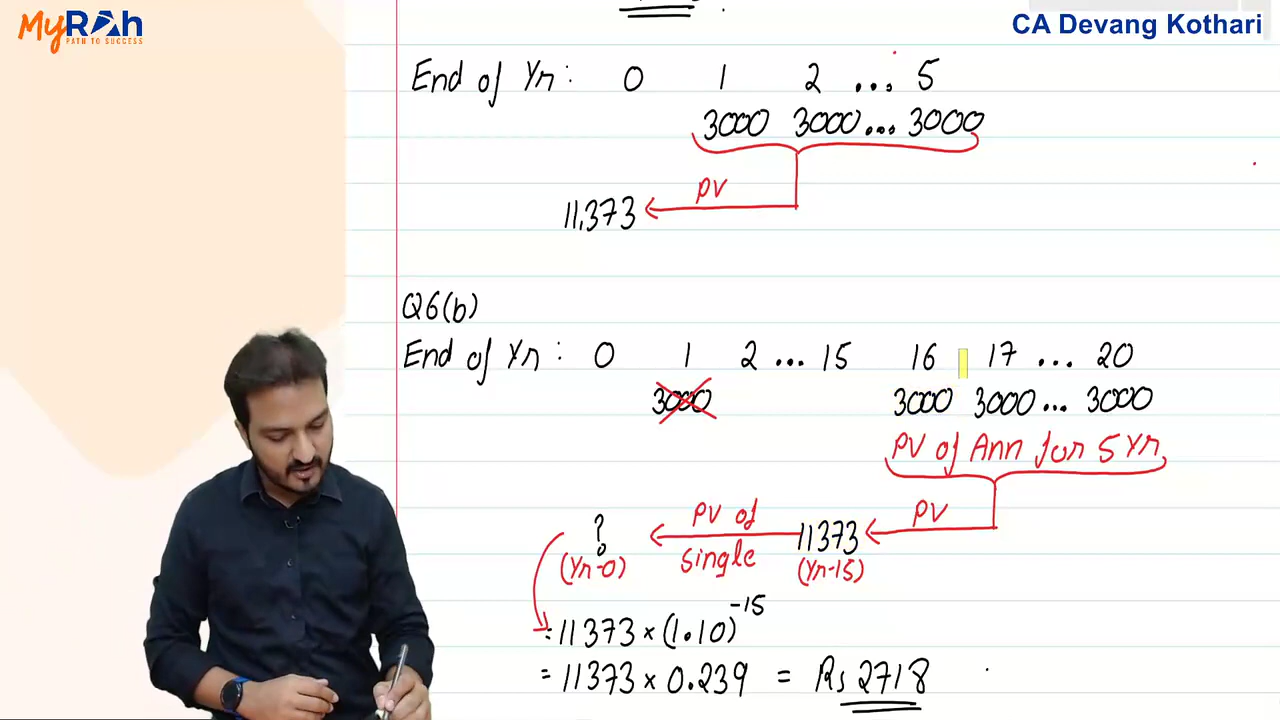 MyRAh
PATH TO SUCCESS
CA Devang Kothari
End of Yr: 0 1 2 ... 5
3000 3000... 3000
PV
11,373
Q6(b)
End of Yr: 0 1 2 ... 15 16 17 ... 20
3000 3000 3000... 3000
PV of Ann for 5 Yr
? PV of 11373 PV
(Yr-0) single (Yr-15)
= 11373 × (1.10)⁻¹⁵
= 11373 × 0.239 = Rs 2718